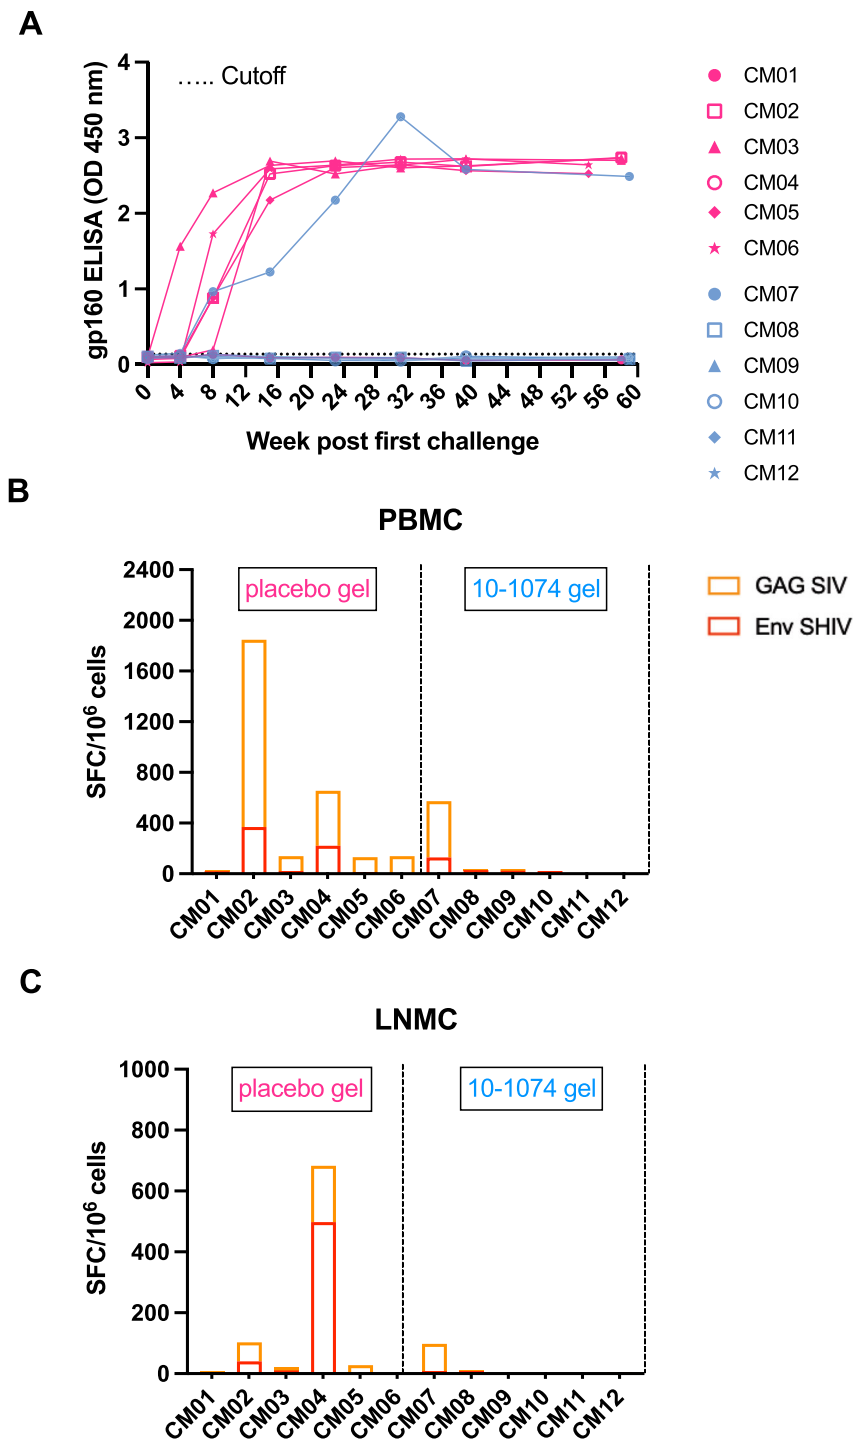 A
4
3
2
1
0
gp160 ELISA (OD 450 nm)
..... Cutoff
0 4 8 12 16 20 24 28 32 36 40 44 48 52 56 60
Week post first challenge
CM01
CM02
CM03
CM04
CM05
CM06
CM07
CM08
CM09
CM10
CM11
CM12
B
PBMC
2400
2000
1600
1200
800
400
0
SFC/10⁶ cells
placebo gel
10-1074 gel
CM01 CM02 CM03 CM04 CM05 CM06 CM07 CM08 CM09 CM10 CM11 CM12
GAG SIV
Env SHIV
C
LNMC
1000
800
600
400
200
0
SFC/10⁶ cells
placebo gel
10-1074 gel
CM01 CM02 CM03 CM04 CM05 CM06 CM07 CM08 CM09 CM10 CM11 CM12